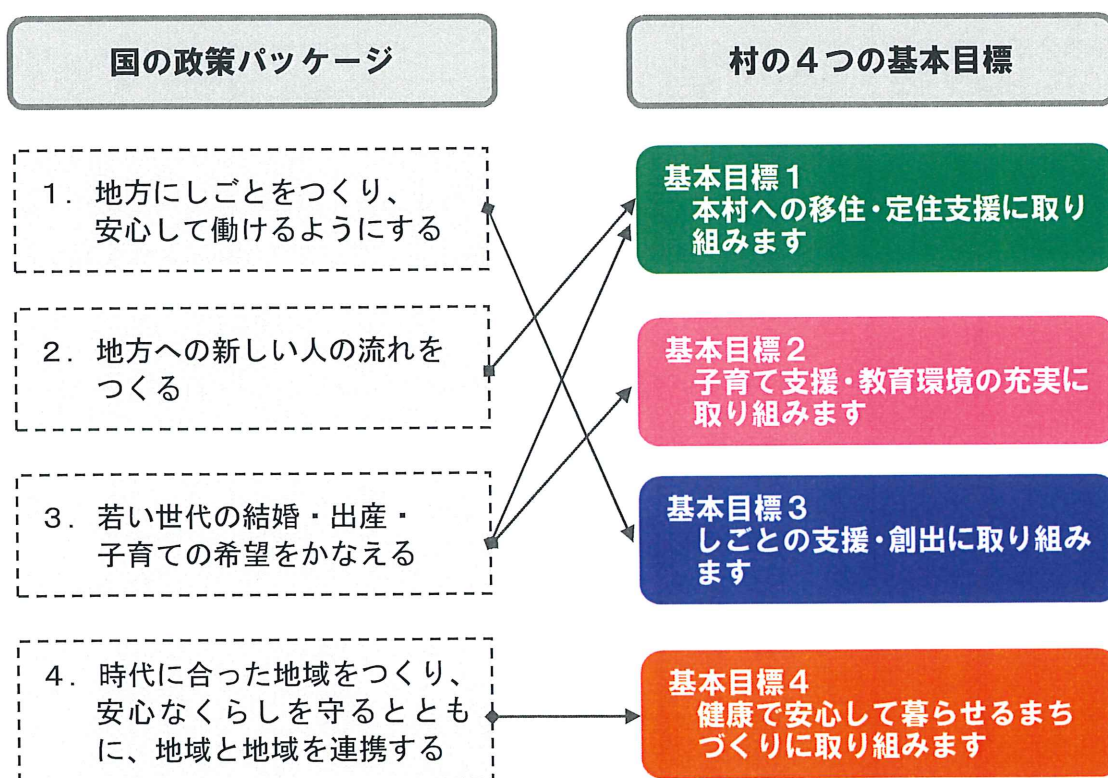 国の政策パッケージ
村の４つの基本目標
１．地方にしごとをつくり、
安心して働けるようにする
２．地方への新しい人の流れを
つくる
３．若い世代の結婚・出産・
子育ての希望をかなえる
４．時代に合った地域をつくり、
安心なくらしを守るととも
に、地域と地域を連携する
基本目標１
本村への移住・定住支援に取り
組みます
基本目標２
子育て支援・教育環境の充実に
取り組みます
基本目標３
しごとの支援・創出に取り組み
ます
基本目標４
健康で安心して暮らせるまち
づくりに取り組みます